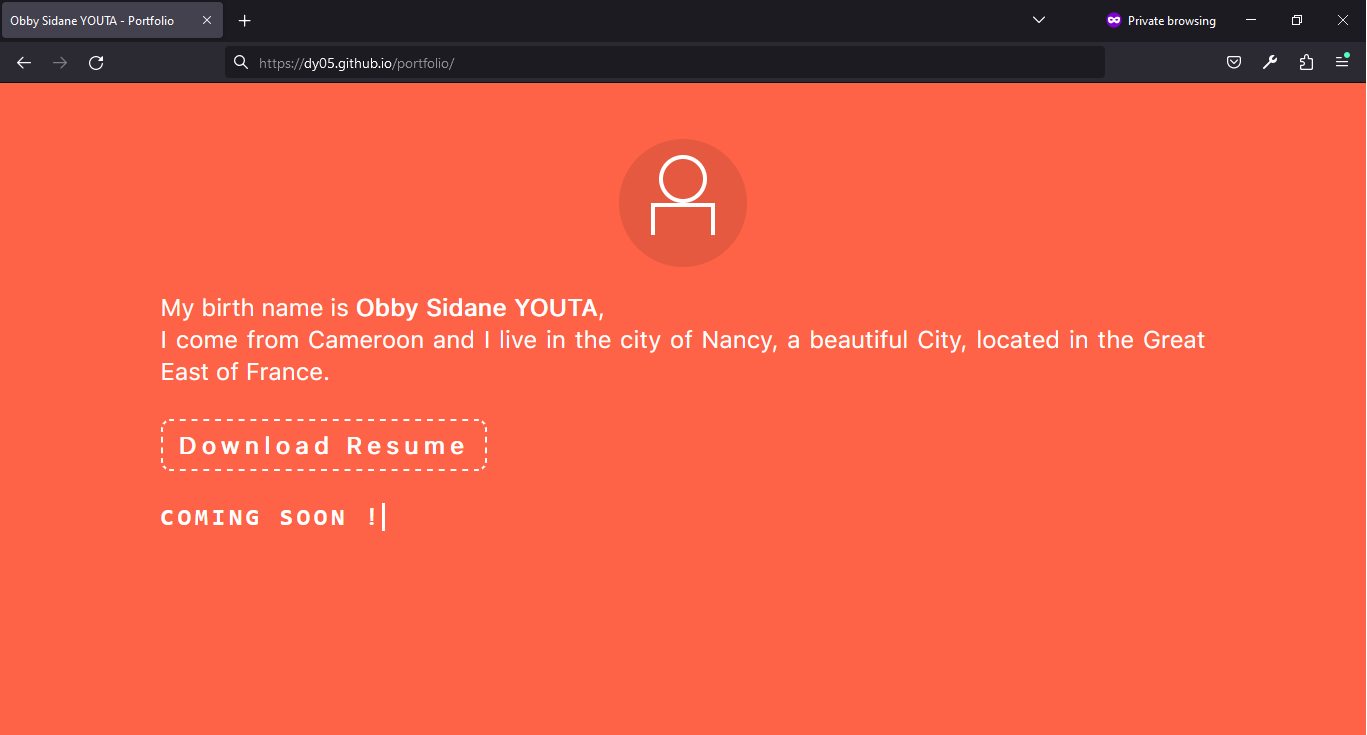 Obby Sidane YOUTA - Portfolio
Private browsing
https://dy05.github.io/portfolio/
My birth name is Obby Sidane YOUTA,
I come from Cameroon and I live in the city of Nancy, a beautiful City, located in the Great
East of France.
Download Resume
COMING SOON !